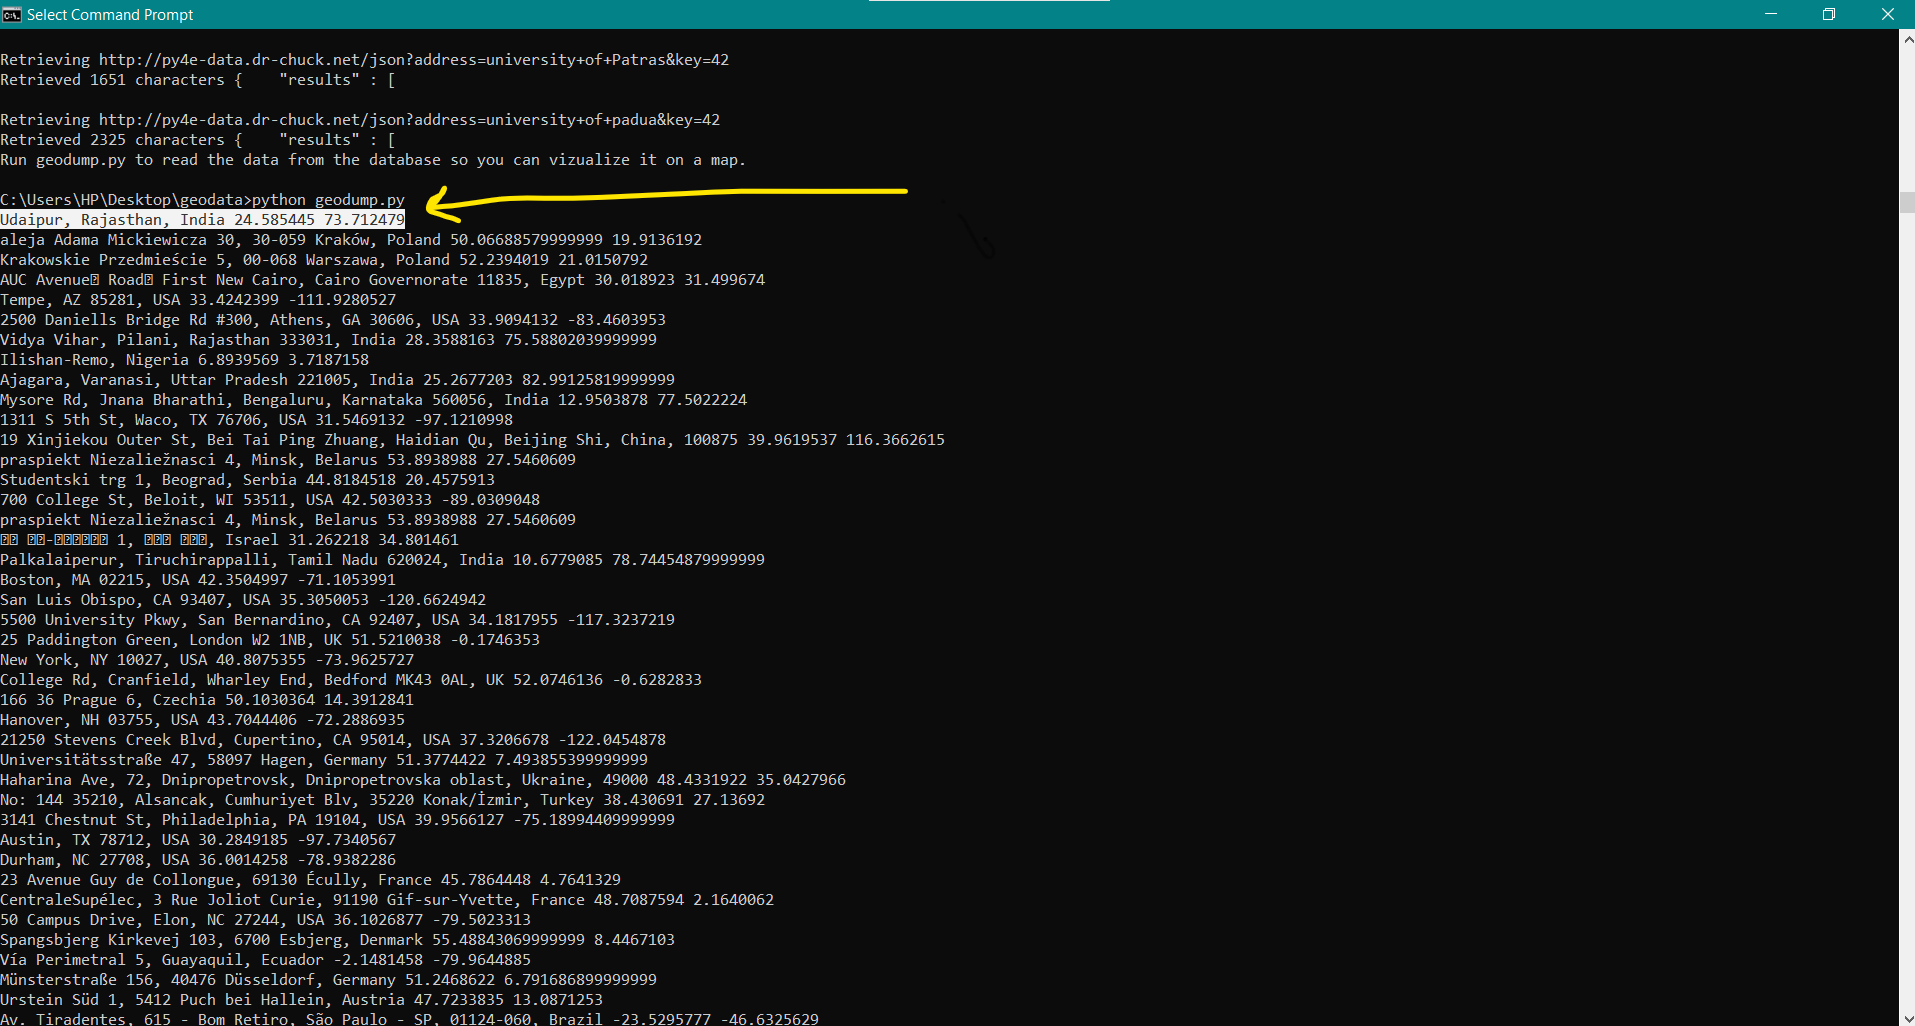 Select Command Prompt
Retrieving http://py4e-data.dr-chuck.net/json?address=university+of+Patras&key=42
Retrieved 1651 characters {    "results" : [
Retrieving http://py4e-data.dr-chuck.net/json?address=university+of+padua&key=42
Retrieved 2325 characters {    "results" : [
Run geodump.py to read the data from the database so you can vizualize it on a map.
C:\Users\HP\Desktop\geodata>python geodump.py
Udaipur, Rajasthan, India 24.585445 73.712479
aleja Adama Mickiewicza 30, 30-059 Kraków, Poland 50.06688579999999 19.9136192
Krakowskie Przedmieście 5, 00-068 Warszawa, Poland 52.2394019 21.0150792
AUC Avenue Road First New Cairo, Cairo Governorate 11835, Egypt 30.018923 31.499674
Tempe, AZ 85281, USA 33.4242399 -111.9280527
2500 Daniells Bridge Rd #300, Athens, GA 30606, USA 33.9094132 -83.4603953
Vidya Vihar, Pilani, Rajasthan 333031, India 28.3588163 75.58802039999999
Ilishan-Remo, Nigeria 6.8939569 3.7187158
Ajagara, Varanasi, Uttar Pradesh 221005, India 25.2677203 82.99125819999999
Mysore Rd, Jnana Bharathi, Bengaluru, Karnataka 560056, India 12.9503878 77.5022224
1311 S 5th St, Waco, TX 76706, USA 31.5469132 -97.1210998
19 Xinjiekou Outer St, Bei Tai Ping Zhuang, Haidian Qu, Beijing Shi, China, 100875 39.9619537 116.3662615
praspiekt Niezaliežnasci 4, Minsk, Belarus 53.8938988 27.5460609
Studentski trg 1, Beograd, Serbia 44.8184518 20.4575913
700 College St, Beloit, WI 53511, USA 42.5030333 -89.0309048
praspiekt Niezaliežnasci 4, Minsk, Belarus 53.8938988 27.5460609
1, , Israel 31.262218 34.801461
Palkalaiperur, Tiruchirappalli, Tamil Nadu 620024, India 10.6779085 78.74454879999999
Boston, MA 02215, USA 42.3504997 -71.1053991
San Luis Obispo, CA 93407, USA 35.3050053 -120.6624942
5500 University Pkwy, San Bernardino, CA 92407, USA 34.1817955 -117.3237219
25 Paddington Green, London W2 1NB, UK 51.5210038 -0.1746353
New York, NY 10027, USA 40.8075355 -73.9625727
College Rd, Cranfield, Wharley End, Bedford MK43 0AL, UK 52.0746136 -0.6282833
166 36 Prague 6, Czechia 50.1030364 14.3912841
Hanover, NH 03755, USA 43.7044406 -72.2886935
21250 Stevens Creek Blvd, Cupertino, CA 95014, USA 37.3206678 -122.0454878
Universitätsstraße 47, 58097 Hagen, Germany 51.3774422 7.493855399999999
Haharina Ave, 72, Dnipropetrovsk, Dnipropetrovska oblast, Ukraine, 49000 48.4331922 35.0427966
No: 144 35210, Alsancak, Cumhuriyet Blv, 35220 Konak/İzmir, Turkey 38.430691 27.13692
3141 Chestnut St, Philadelphia, PA 19104, USA 39.9566127 -75.18994409999999
Austin, TX 78712, USA 30.2849185 -97.7340567
Durham, NC 27708, USA 36.0014258 -78.9382286
23 Avenue Guy de Collongue, 69130 Écully, France 45.7864448 4.7641329
CentraleSupélec, 3 Rue Joliot Curie, 91190 Gif-sur-Yvette, France 48.7087594 2.1640062
50 Campus Drive, Elon, NC 27244, USA 36.1026877 -79.5023313
Spangsbjerg Kirkevej 103, 6700 Esbjerg, Denmark 55.48843069999999 8.4467103
Vía Perimetral 5, Guayaquil, Ecuador -2.1481458 -79.9644885
Münsterstraße 156, 40476 Düsseldorf, Germany 51.2468622 6.791686899999999
Urstein Süd 1, 5412 Puch bei Hallein, Austria 47.7233835 13.0871253
Av. Tiradentes, 615 - Bom Retiro, São Paulo - SP, 01124-060, Brazil -23.5295777 -46.6325629